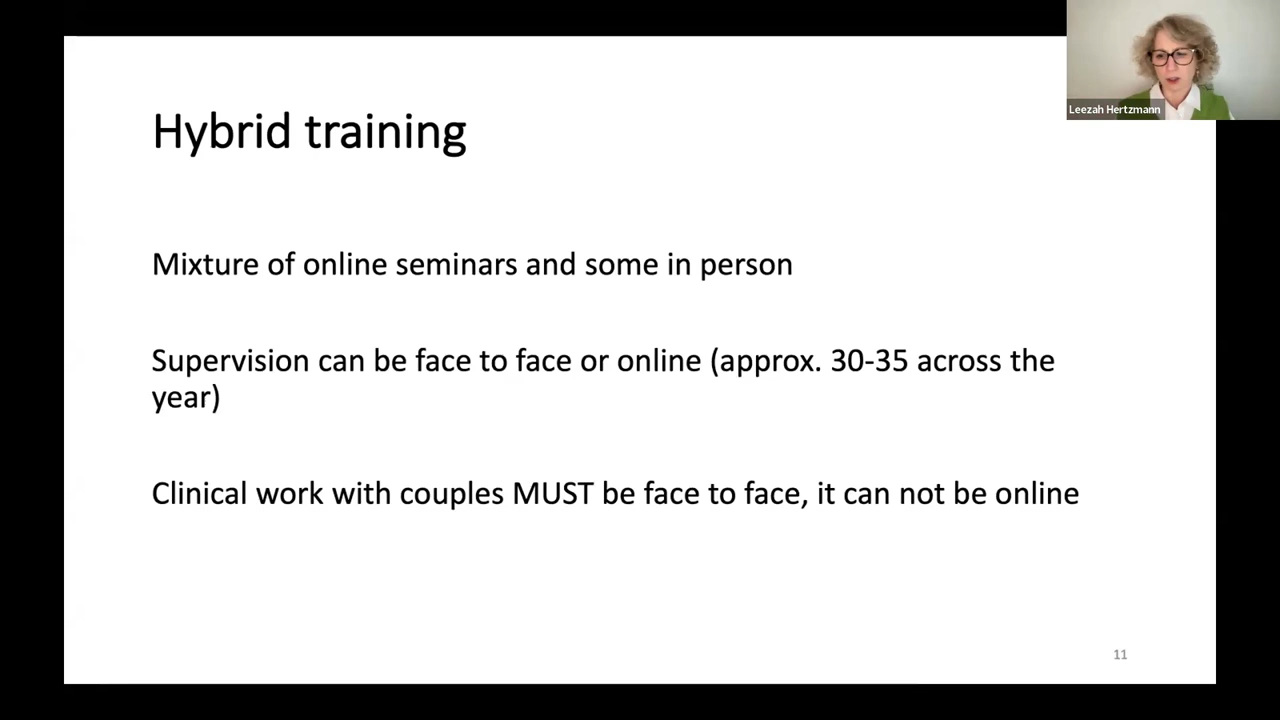 Leezah Hertzmann
Hybrid training
Mixture of online seminars and some in person
Supervision can be face to face or online (approx. 30-35 across the
year)
Clinical work with couples MUST be face to face, it can not be online
11